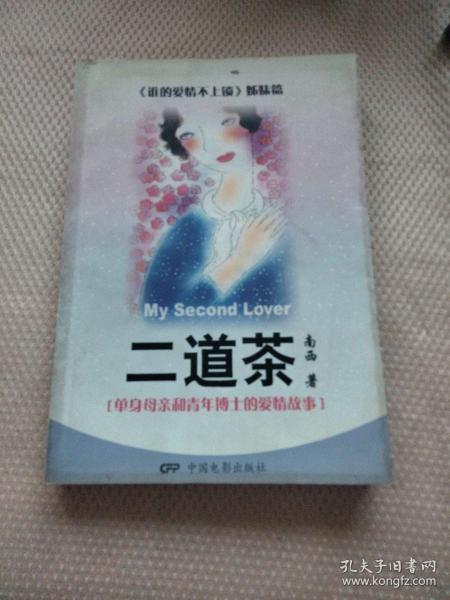 《谁的爱情不上锁》姊妹篇
My Second Lover
二道茶
南西 著
[单身母亲和青年博士的爱情故事]
CFP 中国电影出版社
孔夫子旧书网
www.kongfz.com